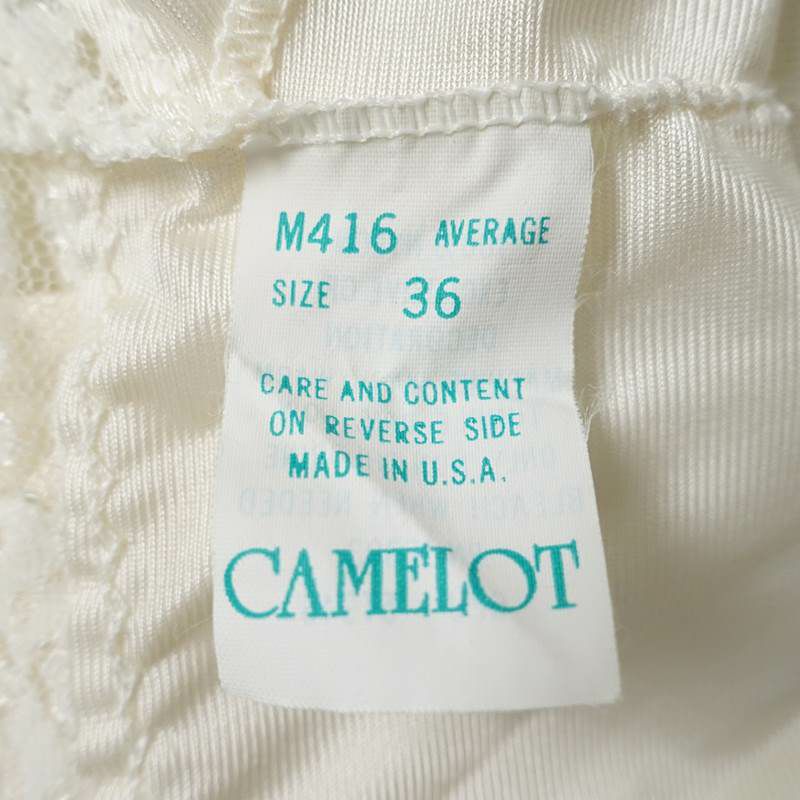 M416 AVERAGE
SIZE 36
CARE AND CONTENT
ON REVERSE SIDE
MADE IN U.S.A.
CAMELOT